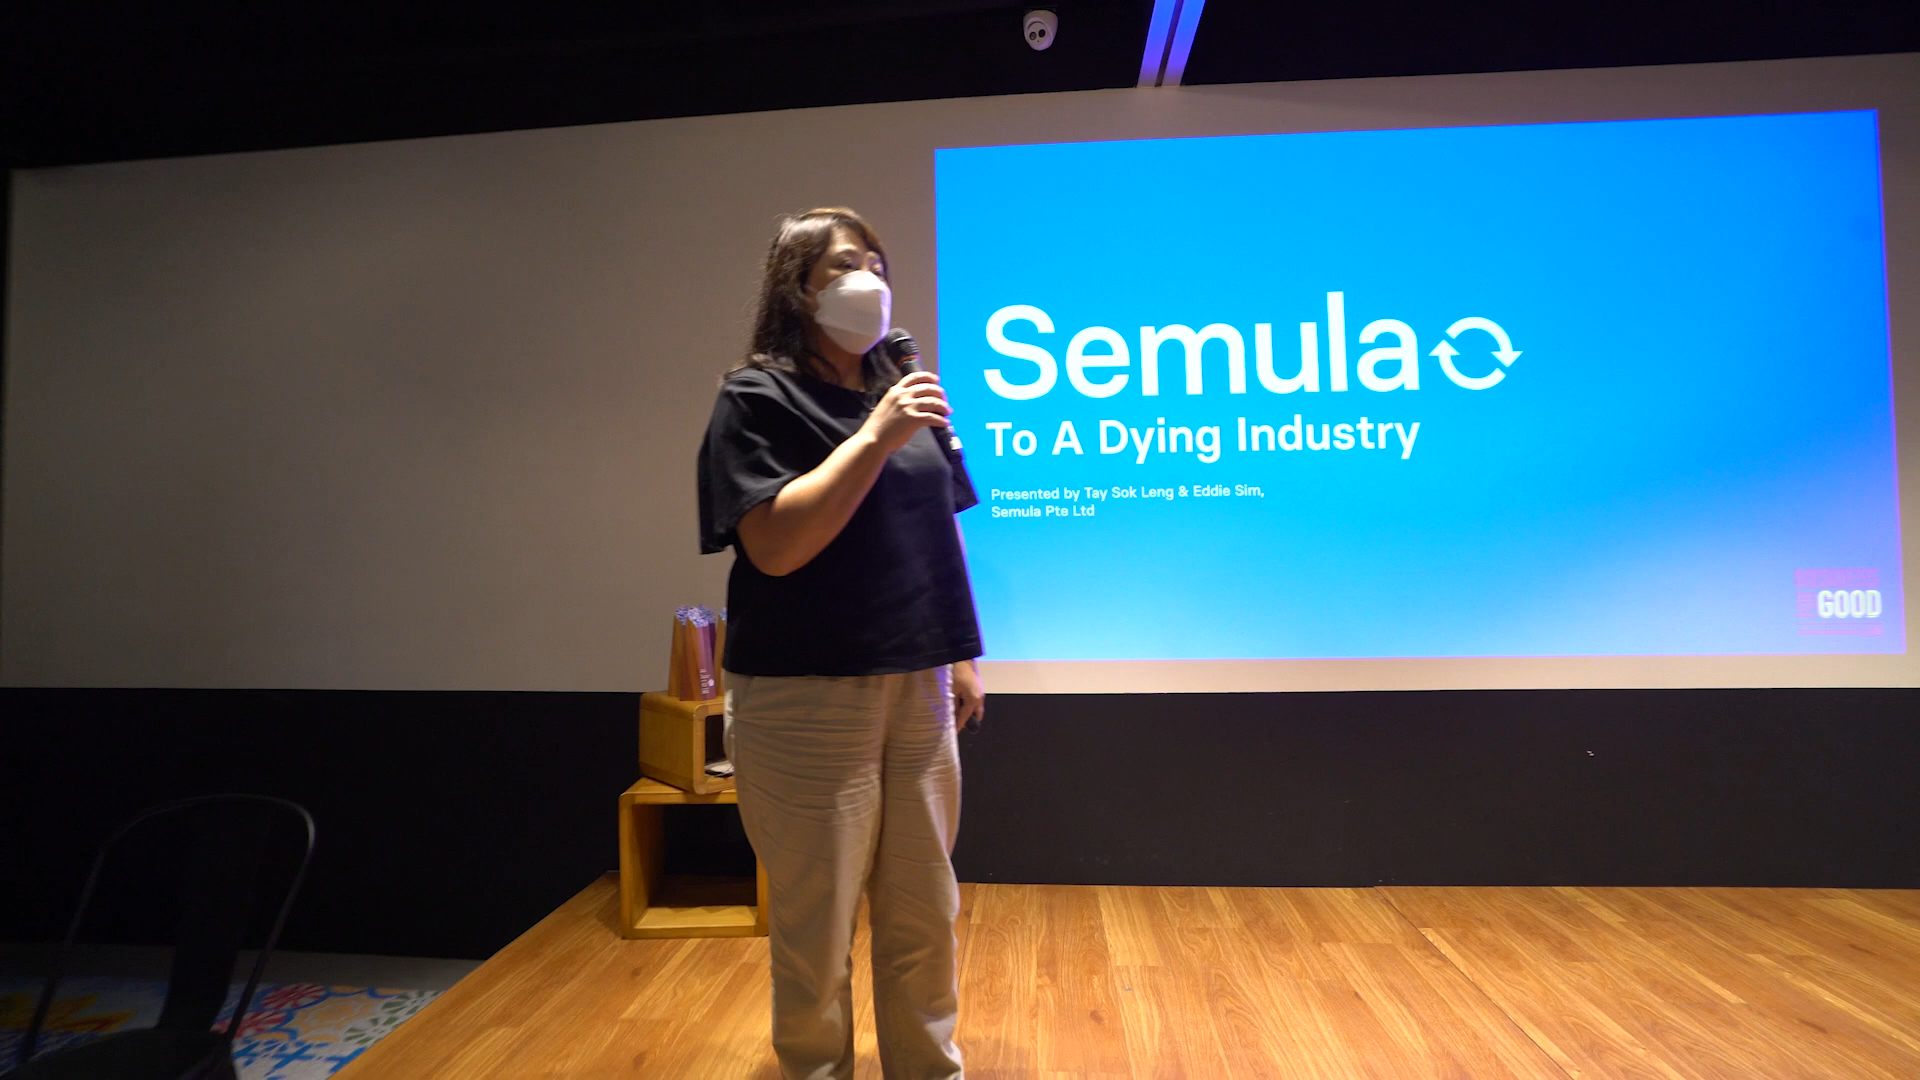 Semula
To A Dying Industry
Presented by Tay Sok Leng & Eddie Sim,
Semula Pte Ltd
GOOD